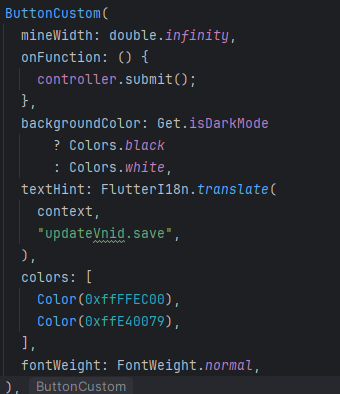 ButtonCustom(
  mineWidth: double.infinity,
  onFunction: () {
    controller.submit();
  },
  backgroundColor: Get.isDarkMode
      ? Colors.black
      : Colors.white,
  textHint: FlutterI18n.translate(
    context,
    "updateVnid.save",
  ),
  colors: [
    Color(0xffFFEC00),
    Color(0xffE40079),
  ],
  fontWeight: FontWeight.normal,
), ButtonCustom